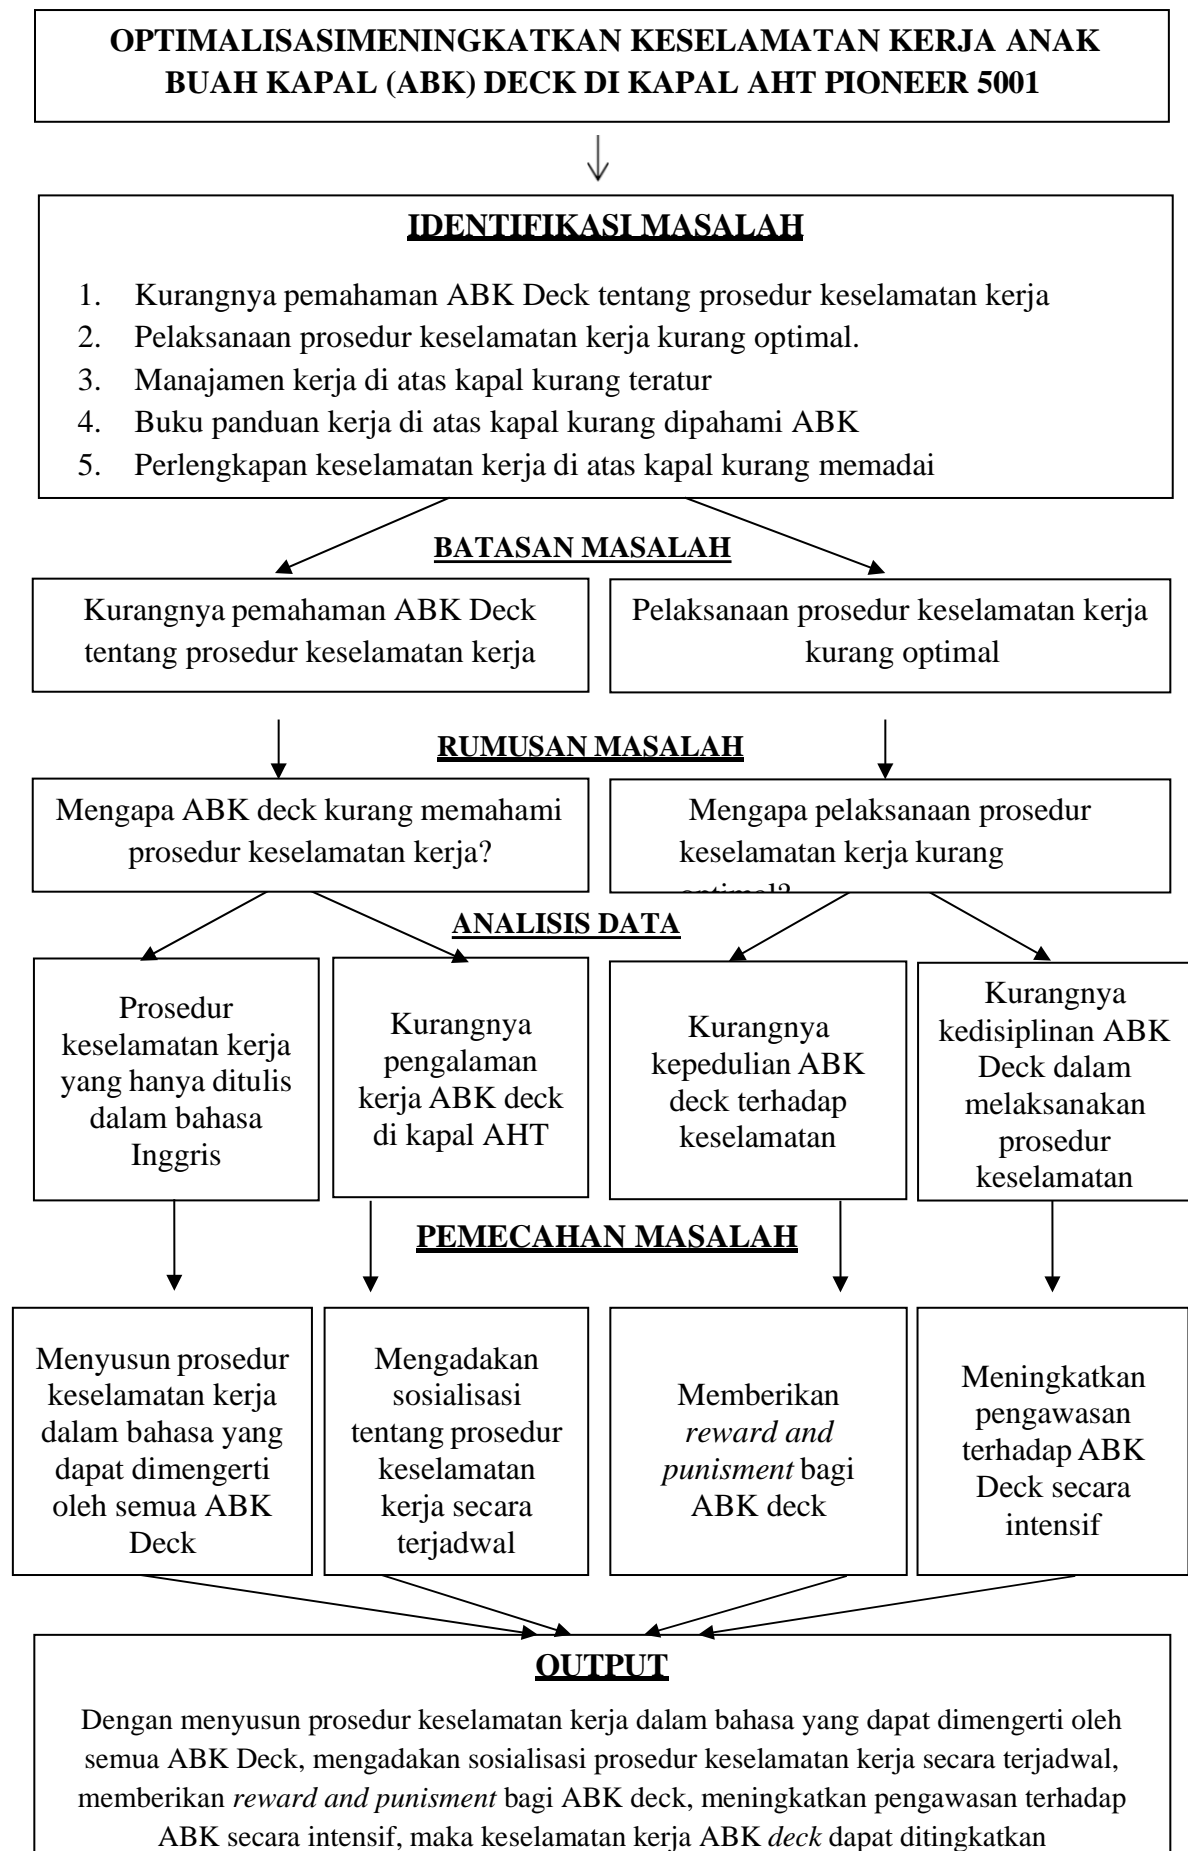 OPTIMALISASIMENINGKATKAN KESELAMATAN KERJA ANAK
BUAH KAPAL (ABK) DECK DI KAPAL AHT PIONEER 5001
IDENTIFIKASI MASALAH
1. Kurangnya pemahaman ABK Deck tentang prosedur keselamatan kerja
2. Pelaksanaan prosedur keselamatan kerja kurang optimal.
3. Manajamen kerja di atas kapal kurang teratur
4. Buku panduan kerja di atas kapal kurang dipahami ABK
5. Perlengkapan keselamatan kerja di atas kapal kurang memadai
BATASAN MASALAH
Kurangnya pemahaman ABK Deck
tentang prosedur keselamatan kerja
Pelaksanaan prosedur keselamatan kerja
kurang optimal
RUMUSAN MASALAH
Mengapa ABK deck kurang memahami
prosedur keselamatan kerja?
Mengapa pelaksanaan prosedur
keselamatan kerja kurang
optimal?
ANALISIS DATA
Prosedur
keselamatan kerja
yang hanya ditulis
dalam bahasa
Inggris
Kurangnya
pengalaman
kerja ABK deck
di kapal AHT
Kurangnya
kepedulian ABK
deck terhadap
keselamatan
Kurangnya
kedisiplinan ABK
Deck dalam
melaksanakan
prosedur
keselamatan
PEMECAHAN MASALAH
Menyusun prosedur
keselamatan kerja
dalam bahasa yang
dapat dimengerti
oleh semua ABK
Deck
Mengadakan
sosialisasi
tentang prosedur
keselamatan
kerja secara
terjadwal
Memberikan
reward and
punisment bagi
ABK deck
Meningkatkan
pengawasan
terhadap ABK
Deck secara
intensif
OUTPUT
Dengan menyusun prosedur keselamatan kerja dalam bahasa yang dapat dimengerti oleh
semua ABK Deck, mengadakan sosialisasi prosedur keselamatan kerja secara terjadwal,
memberikan reward and punisment bagi ABK deck, meningkatkan pengawasan terhadap
ABK secara intensif, maka keselamatan kerja ABK deck dapat ditingkatkan